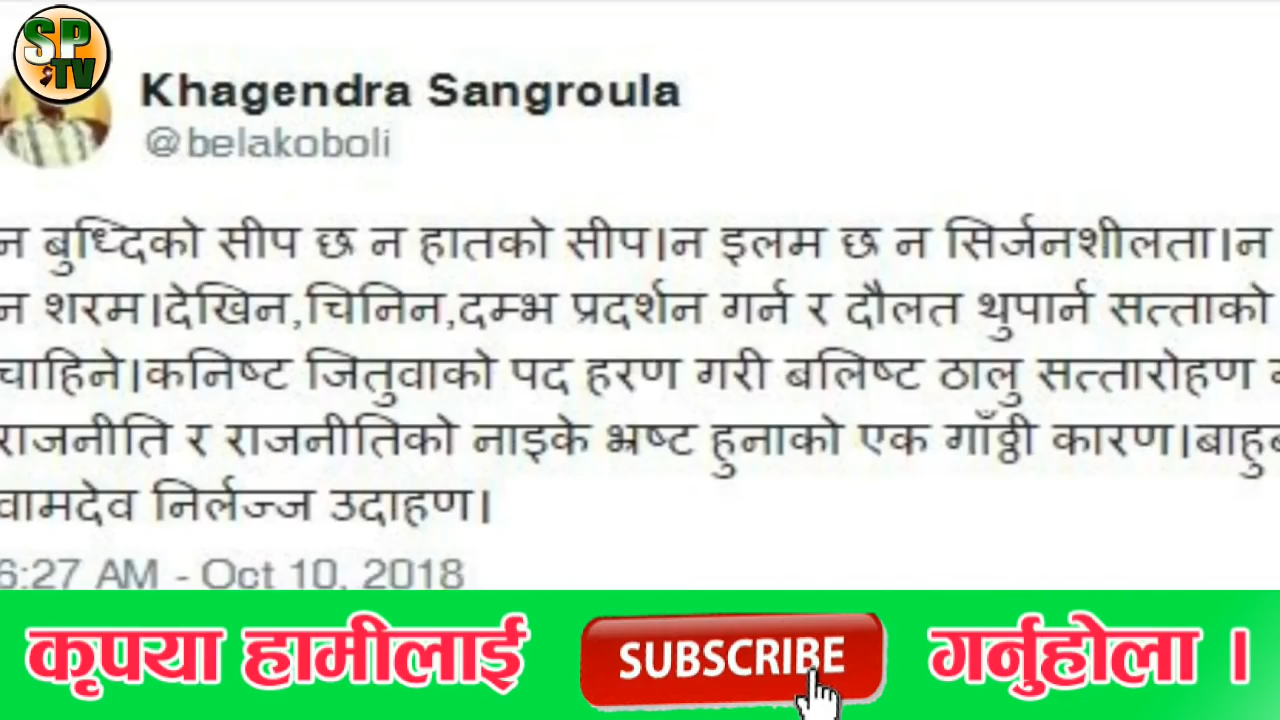 SP
TV
Khagendra Sangroula
@belakoboli
न बुध्दिको सीप छ न हातको सीप।न इलम छ न सिर्जनशीलता।न
न शरम।देखिन,चिनिन,दम्भ प्रदर्शन गर्न र दौलत थुपार्न सत्ताको
चाहिने।कनिष्ट जितुवाको पद हरण गरी बलिष्ट ठालु सत्तारोहण
राजनीति र राजनीतिको नाइके भ्रष्ट हुनाको एक गाँठ्ठी कारण।
वामदेव निर्लज्ज उदाहण।
6:27 AM - Oct 10, 2018
कृपया हामीलाई SUBSCRIBE गर्नुहोला ।